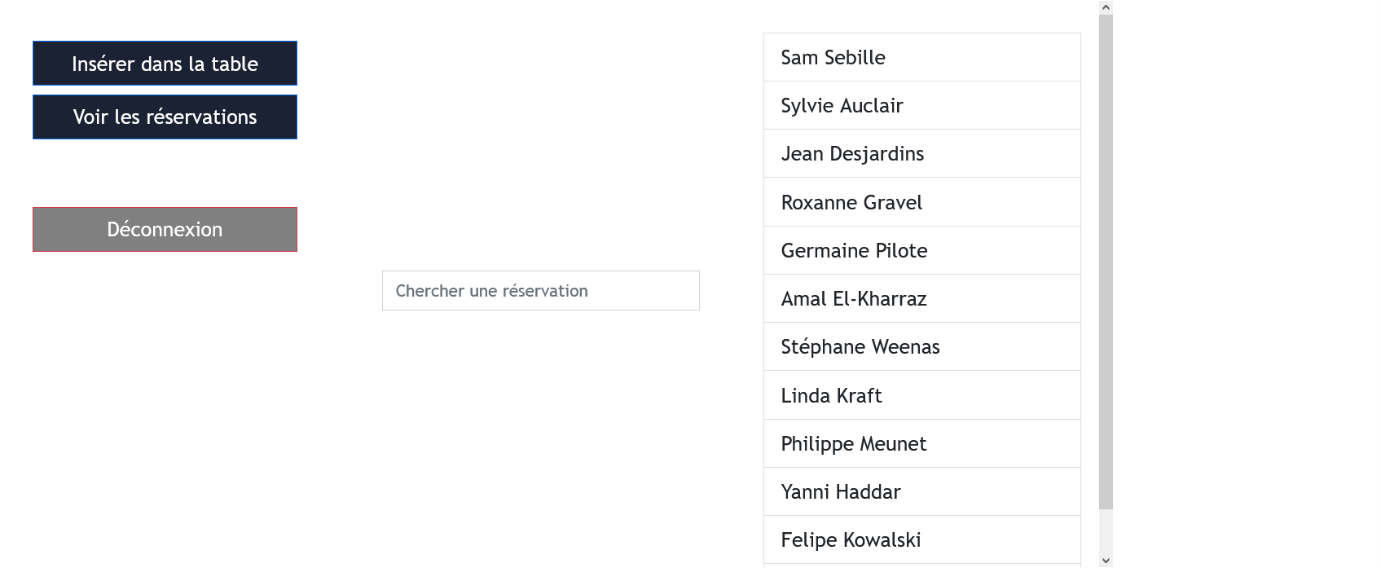 Insérer dans la table
Voir les réservations
Déconnexion
Chercher une réservation
Sam Sebille
Sylvie Auclair
Jean Desjardins
Roxanne Gravel
Germaine Pilote
Amal El-Kharraz
Stéphane Weenas
Linda Kraft
Philippe Meunet
Yanni Haddar
Felipe Kowalski